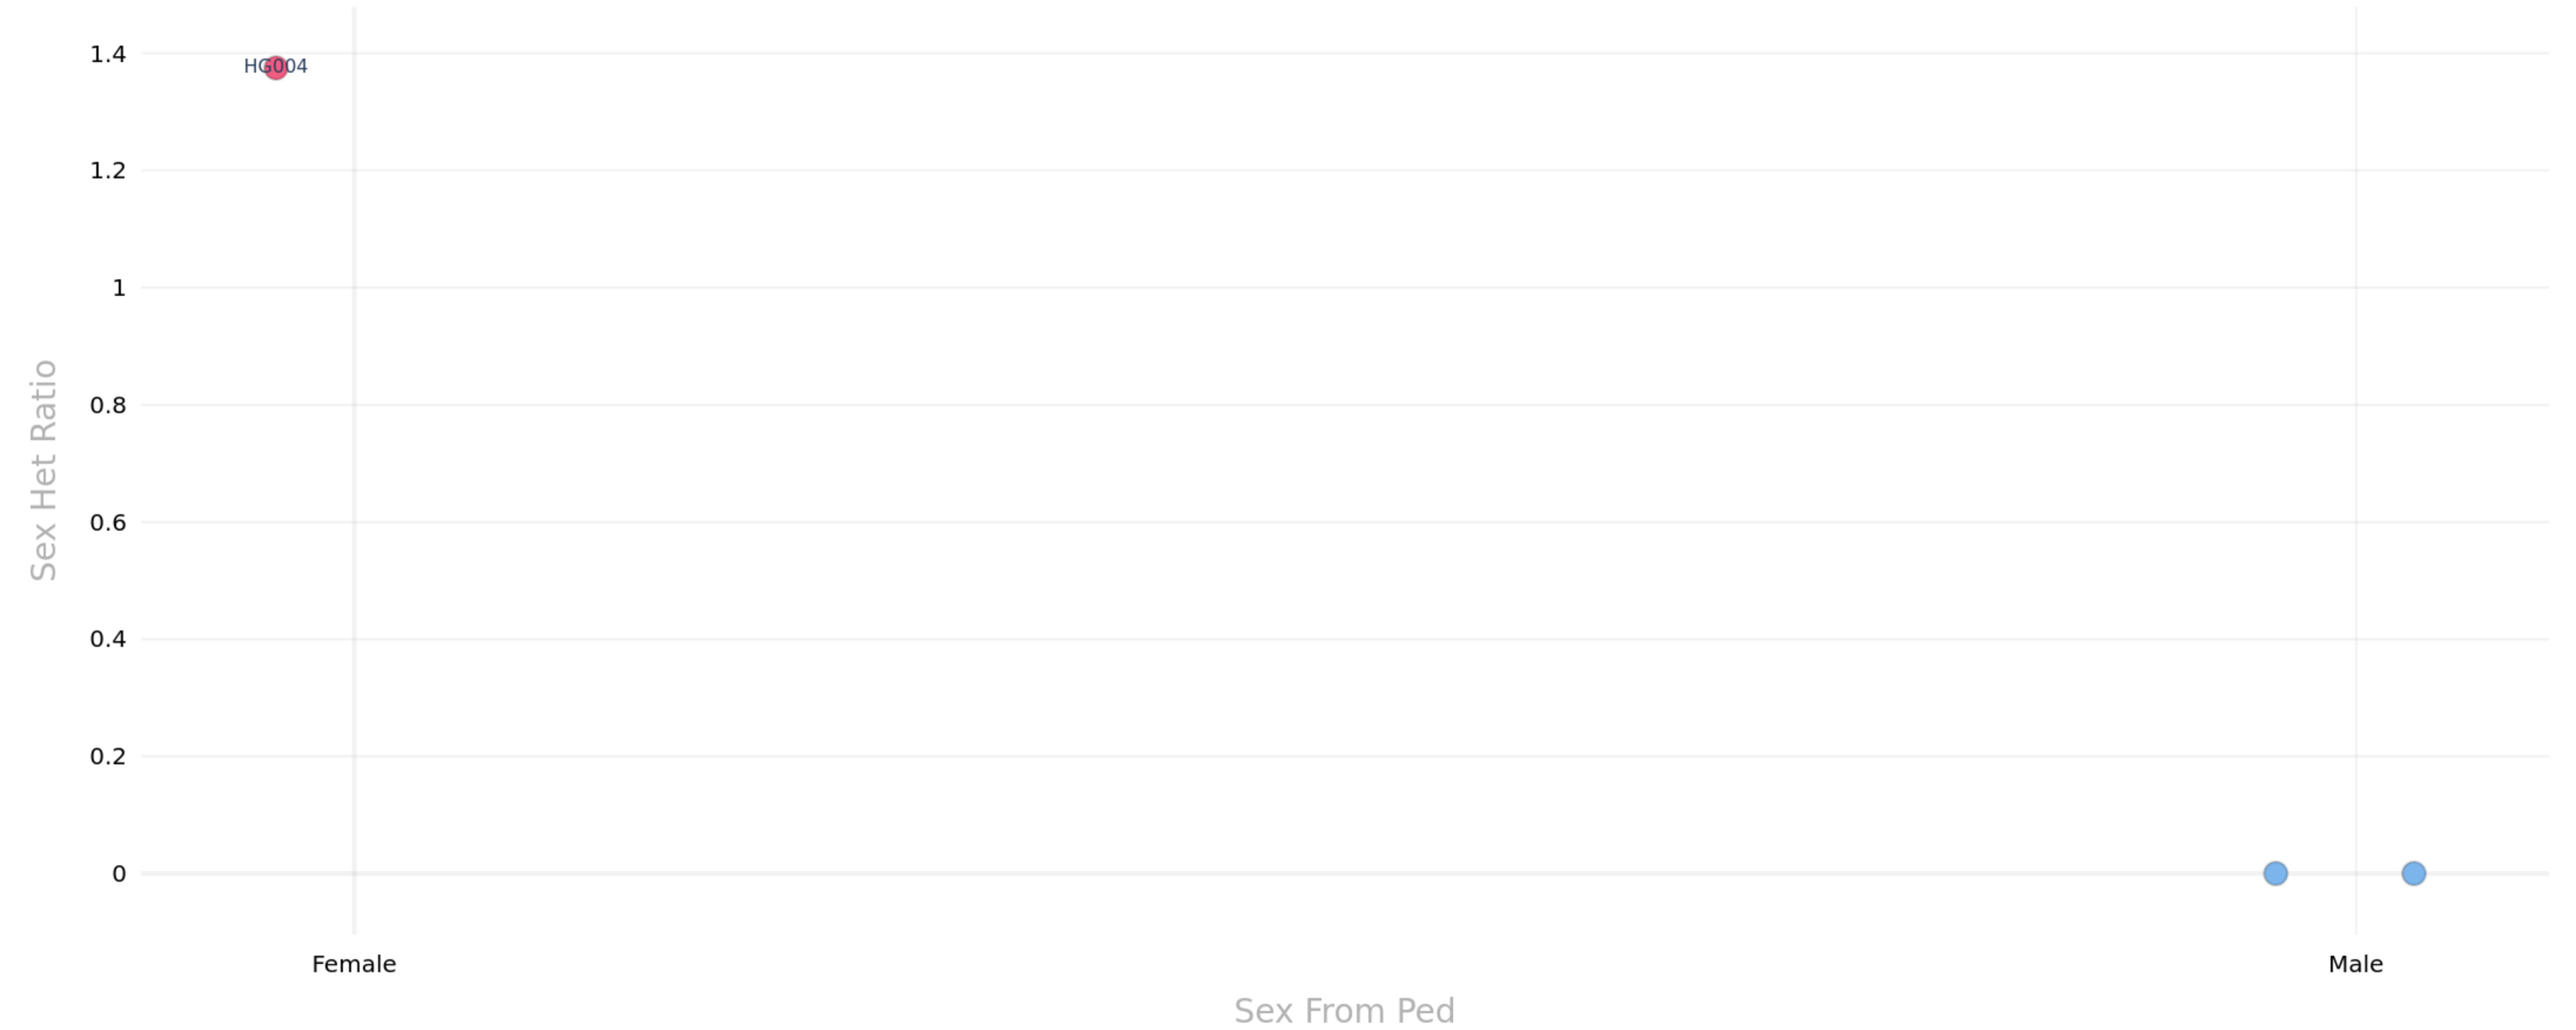 1.4
HG004
1.2
1
0.8
Sex Het Ratio
0.6
0.4
0.2
0
Female
Male
Sex From Ped